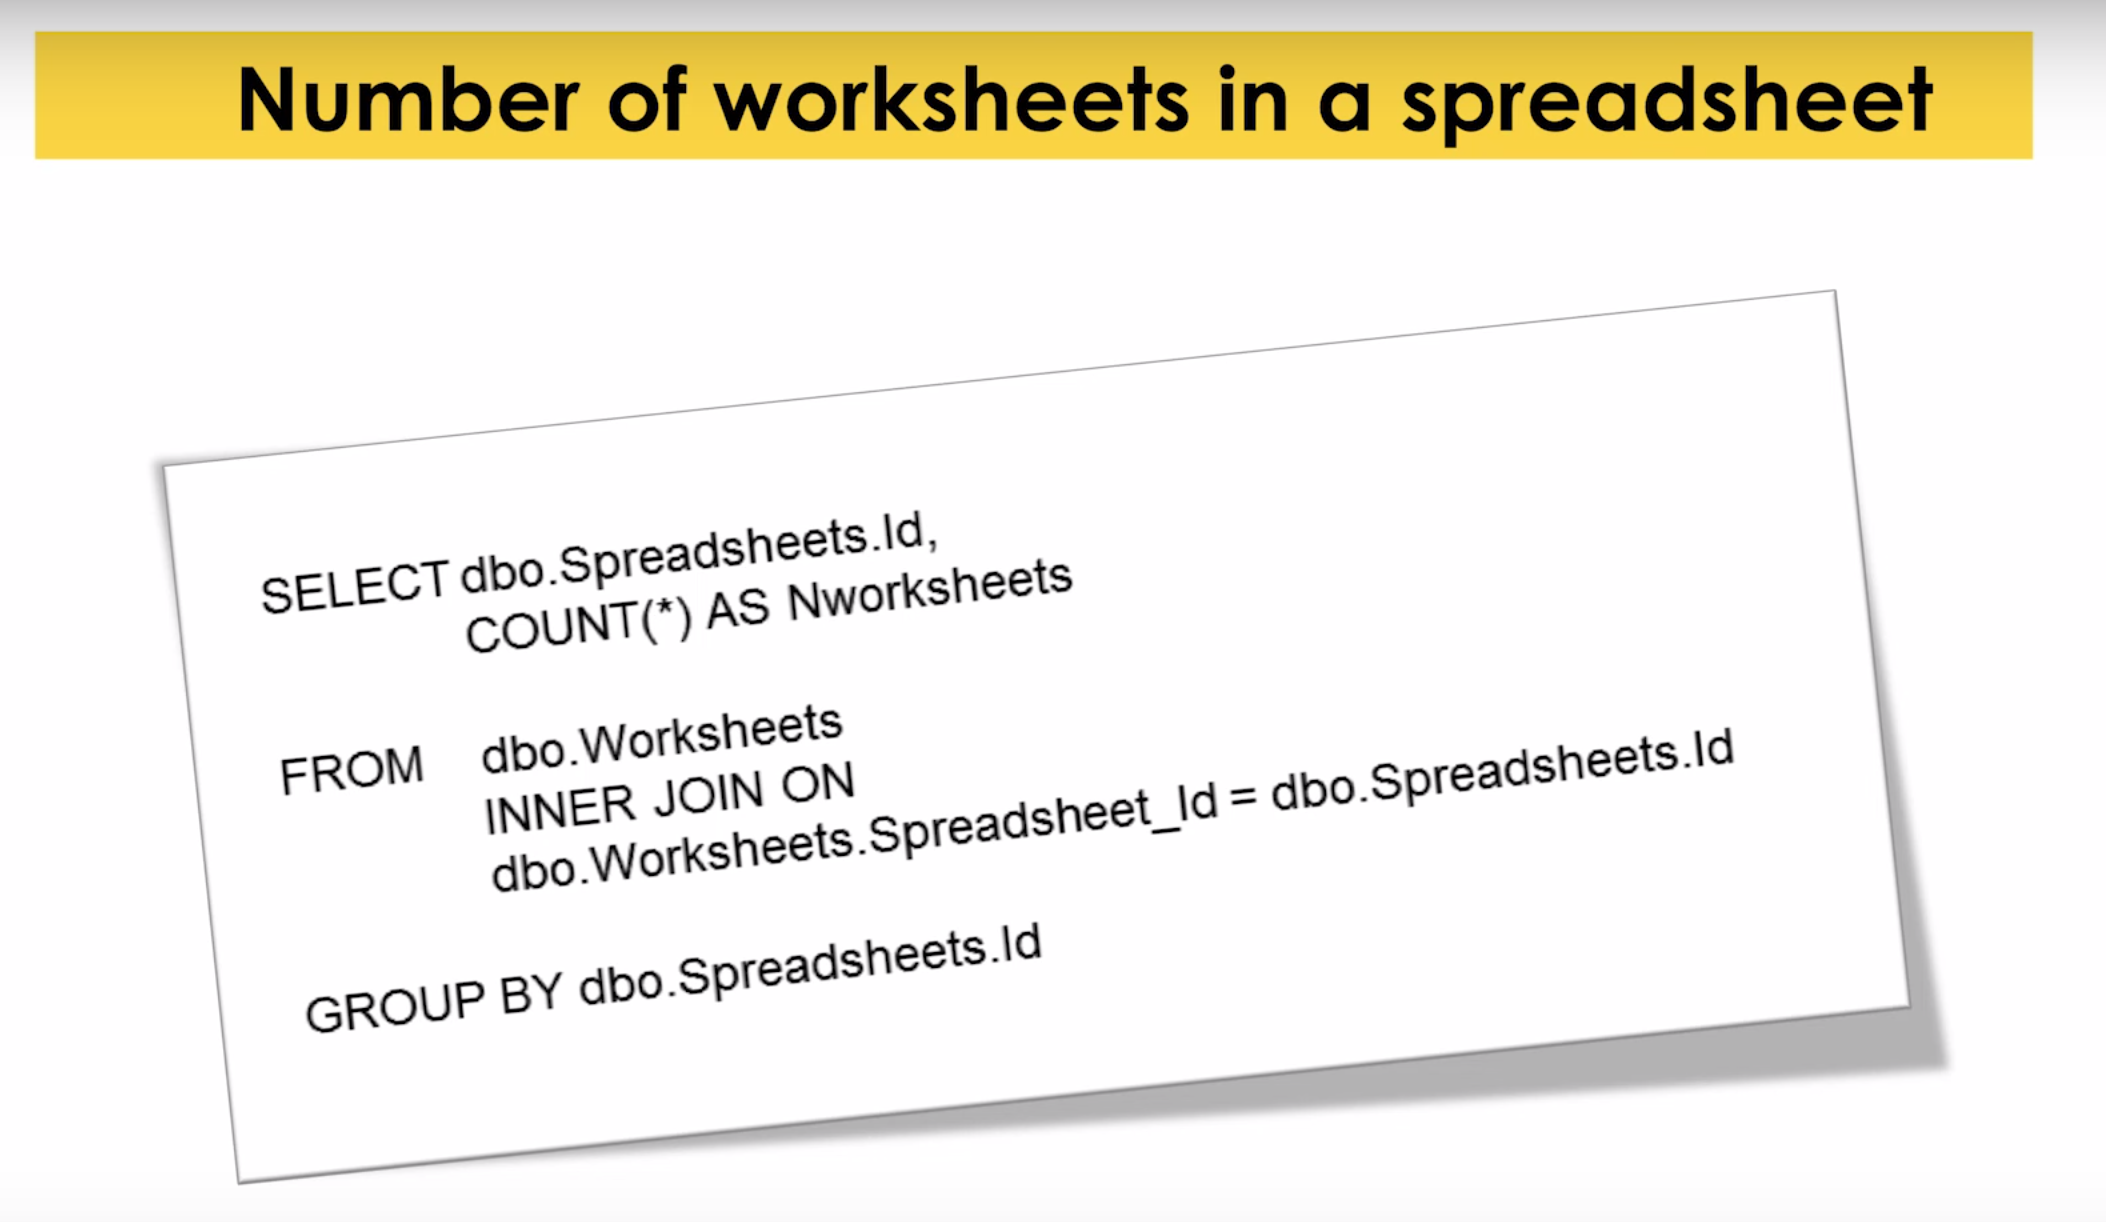 Number of worksheets in a spreadsheet
SELECT dbo.Spreadsheets.Id,
COUNT(*) AS Nworksheets
FROM dbo.Worksheets
INNER JOIN ON
dbo.Worksheets.Spreadsheet_Id = dbo.Spreadsheets.Id
GROUP BY dbo.Spreadsheets.Id